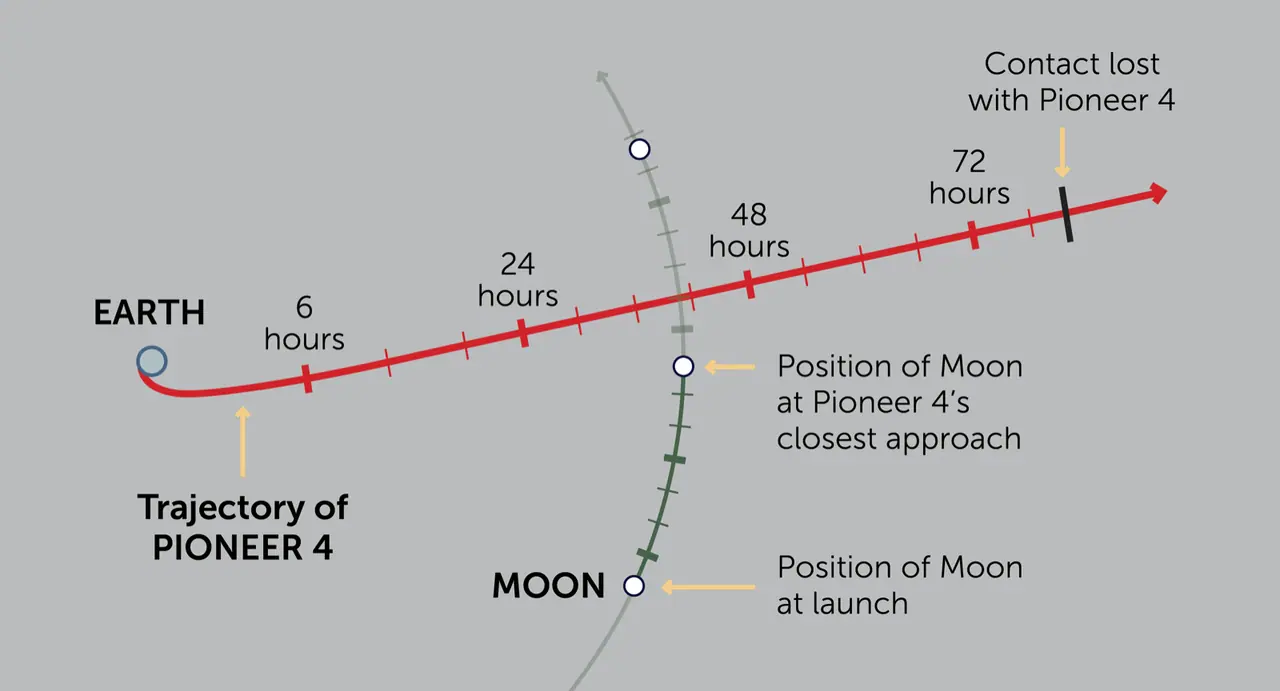 Contact lost
with Pioneer 4
72
hours
48
hours
24
hours
6
hours
EARTH
Position of Moon
at Pioneer 4’s
closest approach
Trajectory of
PIONEER 4
MOON
Position of Moon
at launch